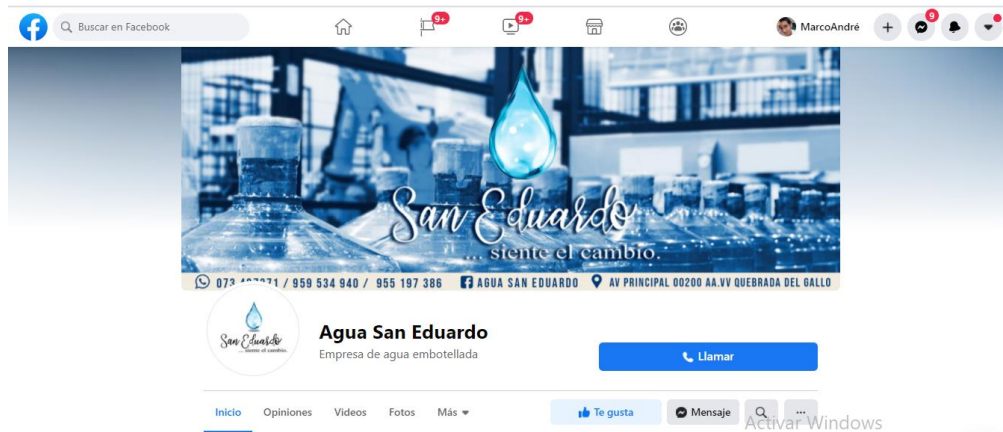 Buscar en Facebook
9+
9+
MarcoAndré
9
San Eduardo
... siente el cambio.
073 / 959 534 940 / 955 197 386 AGUA SAN EDUARDO AV PRINCIPAL 00200 AA.VV QUEBRADA DEL GALLO
San Eduardo
... siente el cambio.
Agua San Eduardo
Empresa de agua embotellada
Llamar
Inicio Opiniones Videos Fotos Más Te gusta Mensaje ...
Activar Windows